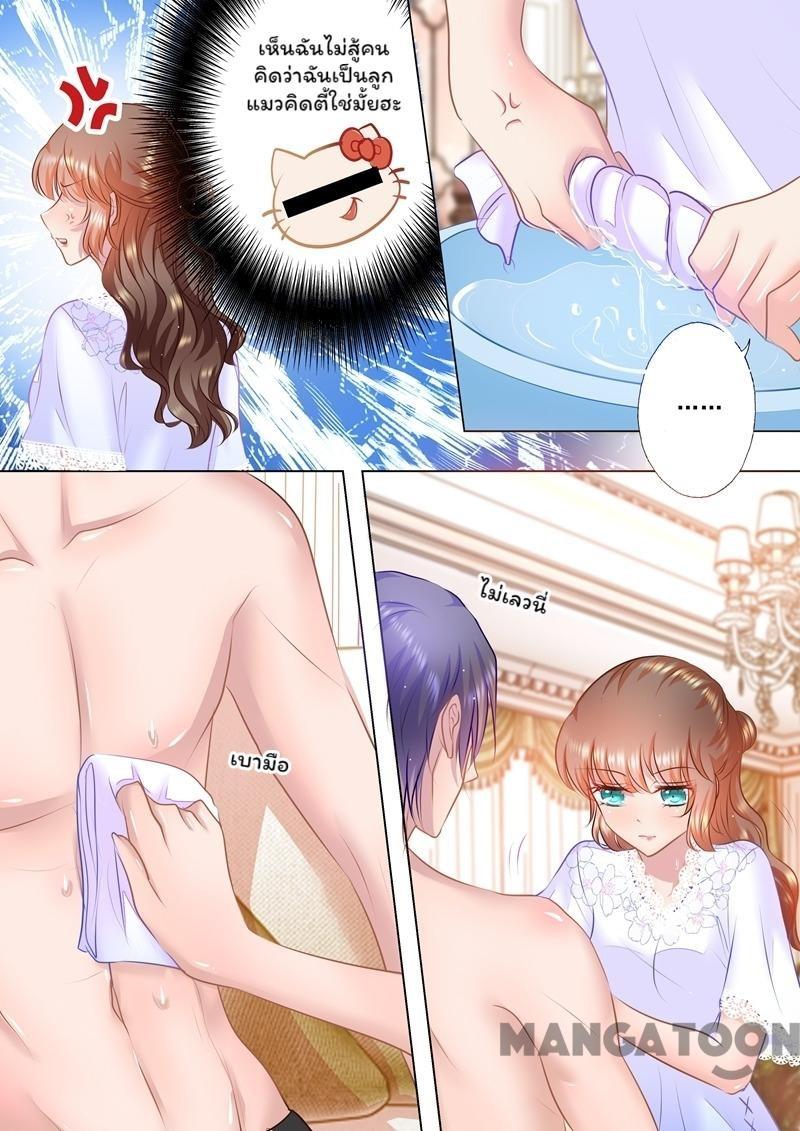 เห็นฉันไม่สู้คน
คิดว่าฉันเป็นลูก
แมวคิดตี้ใช่มั้ยฮะ
……
เบามือ
ไม่เลวนี่
MANGATOON